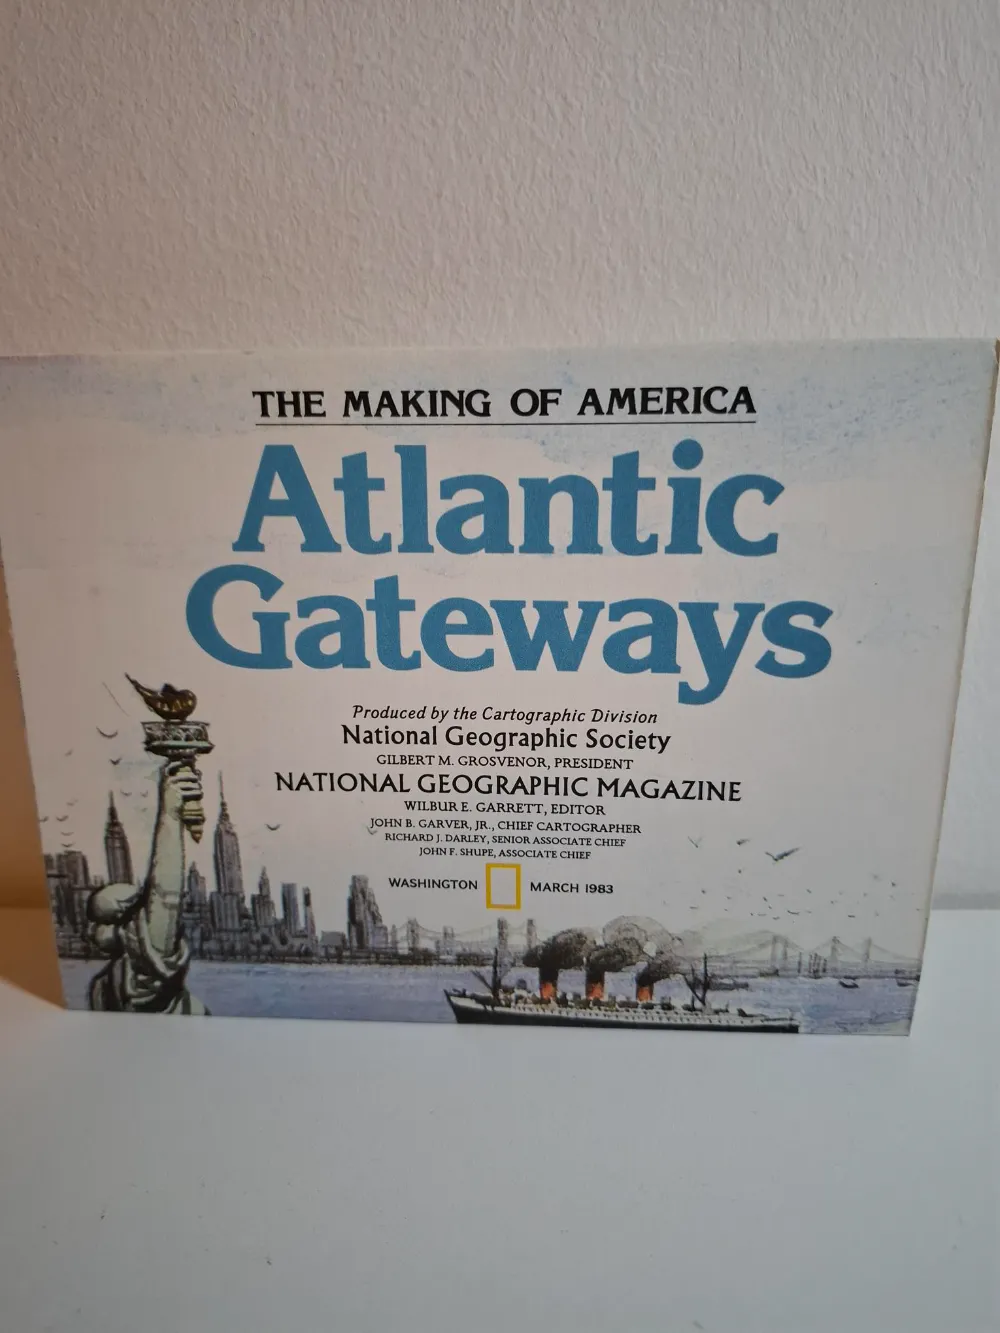 THE MAKING OF AMERICA
Atlantic
Gateways
Produced by the Cartographic Division
National Geographic Society
GILBERT M. GROSVENOR, PRESIDENT
NATIONAL GEOGRAPHIC MAGAZINE
WILBUR E. GARRETT, EDITOR
JOHN B. GARVER, JR., CHIEF CARTOGRAPHER
RICHARD J. DARLEY, SENIOR ASSOCIATE CHIEF
JOHN F. SHUPE, ASSOCIATE CHIEF
WASHINGTON MARCH 1983